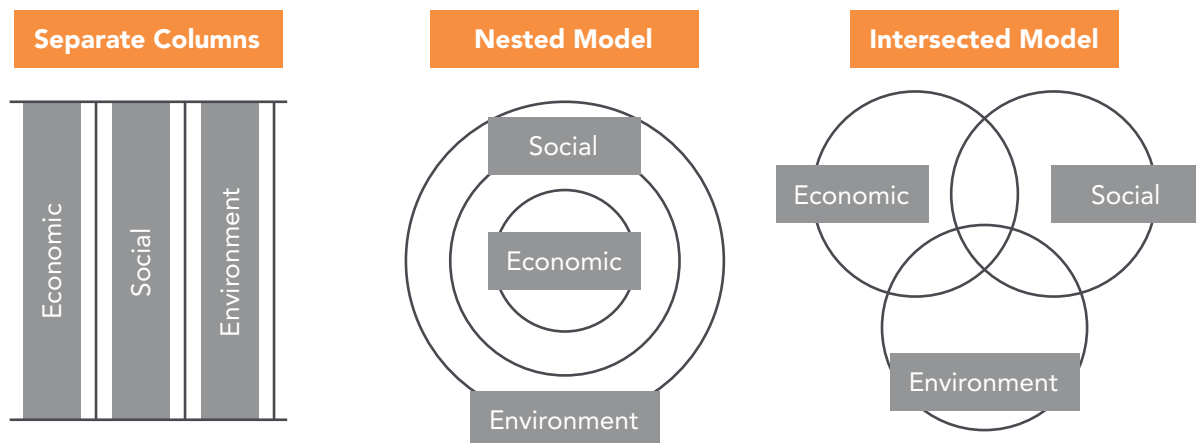 Separate Columns
Economic
Social
Environment
Nested Model
Social
Economic
Environment
Intersected Model
Economic
Social
Environment